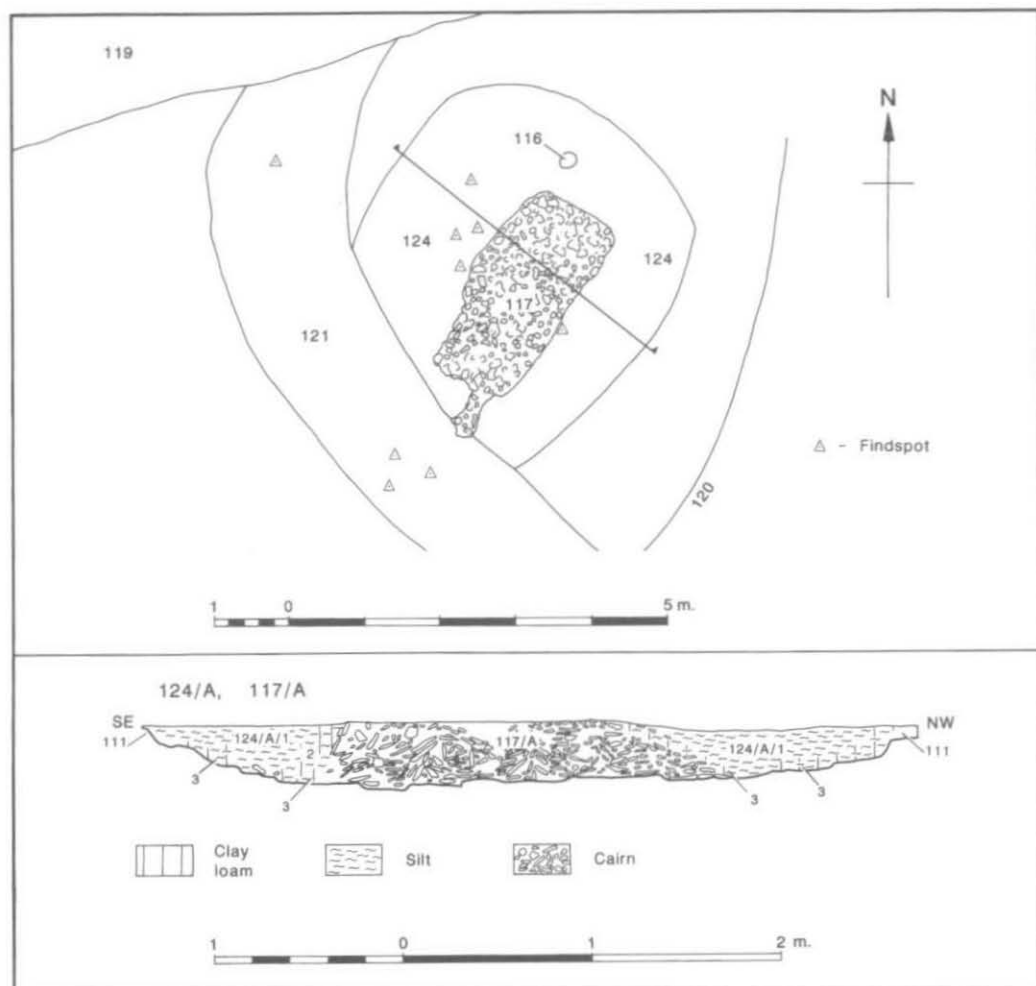 119
N
116
124
124
117
121
△ - Findspot
120
1 0 5 m.
124/A, 117/A
SE
NW
111
124/A/1
2
117/A
124/A/1
111
3
3
3
3
Clay
loam
Silt
Cairn
1 0 1 2 m.